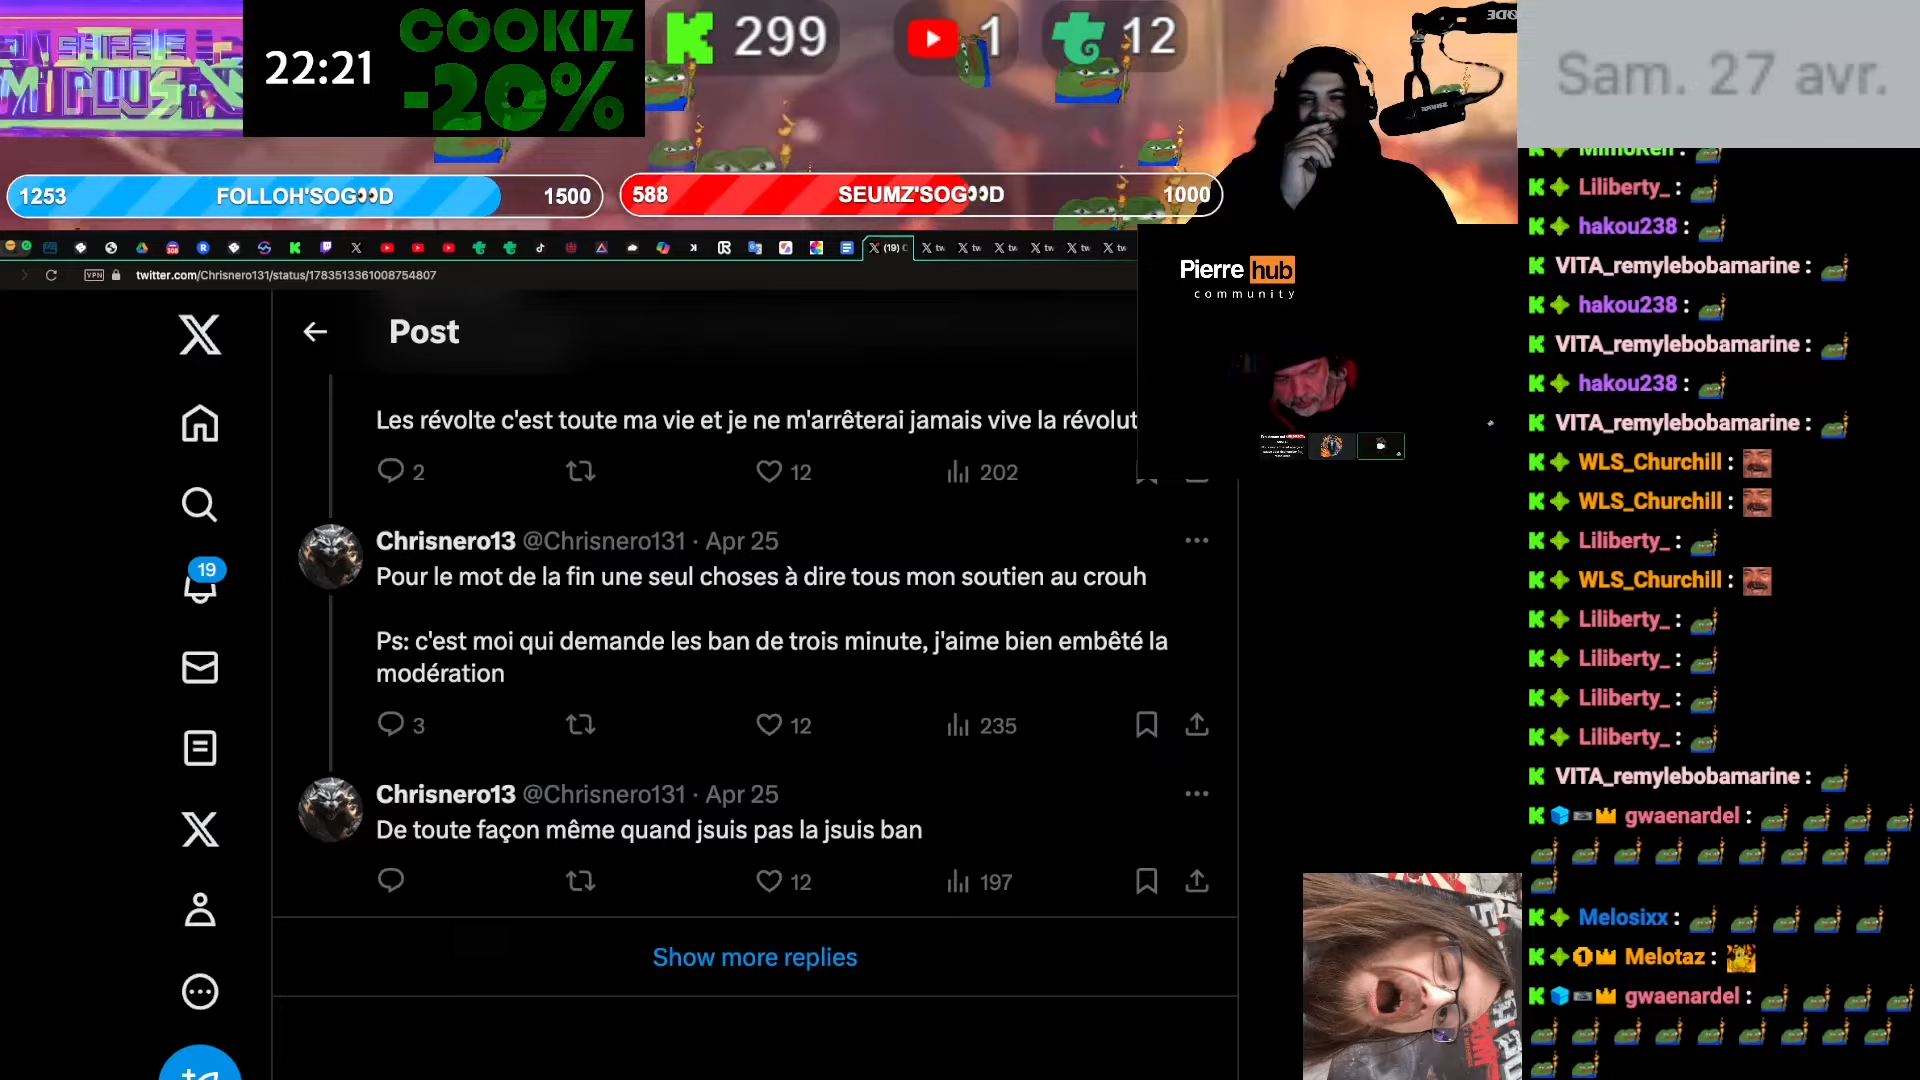 22:21
COOKIZ
-20%
299
1
12
Sam. 27 avr.
1253 FOLLOH'SOG👀D 1500
588 SEUMZ'SOG👀D 1000
(19)
VPN twitter.com/Chrisnero131/status/1783513361008754807
Pierre hub
community
Post
Les révolte c'est toute ma vie et je ne m'arrêterai jamais vive la révolut
2 12 202
Chrisnero13 @Chrisnero131 · Apr 25
Pour le mot de la fin une seul choses à dire tous mon soutien au crouh
Ps: c'est moi qui demande les ban de trois minute, j'aime bien embêté la
modération
3 12 235
Chrisnero13 @Chrisnero131 · Apr 25
De toute façon même quand jsuis pas la jsuis ban
12 197
Show more replies
19
MimoRen :
Liliberty_ :
hakou238 :
VITA_remylebobamarine :
hakou238 :
VITA_remylebobamarine :
hakou238 :
VITA_remylebobamarine :
WLS_Churchill :
WLS_Churchill :
Liliberty_ :
WLS_Churchill :
Liliberty_ :
Liliberty_ :
Liliberty_ :
Liliberty_ :
VITA_remylebobamarine :
gwaenardel :
Melosixx :
Melotaz :
gwaenardel :